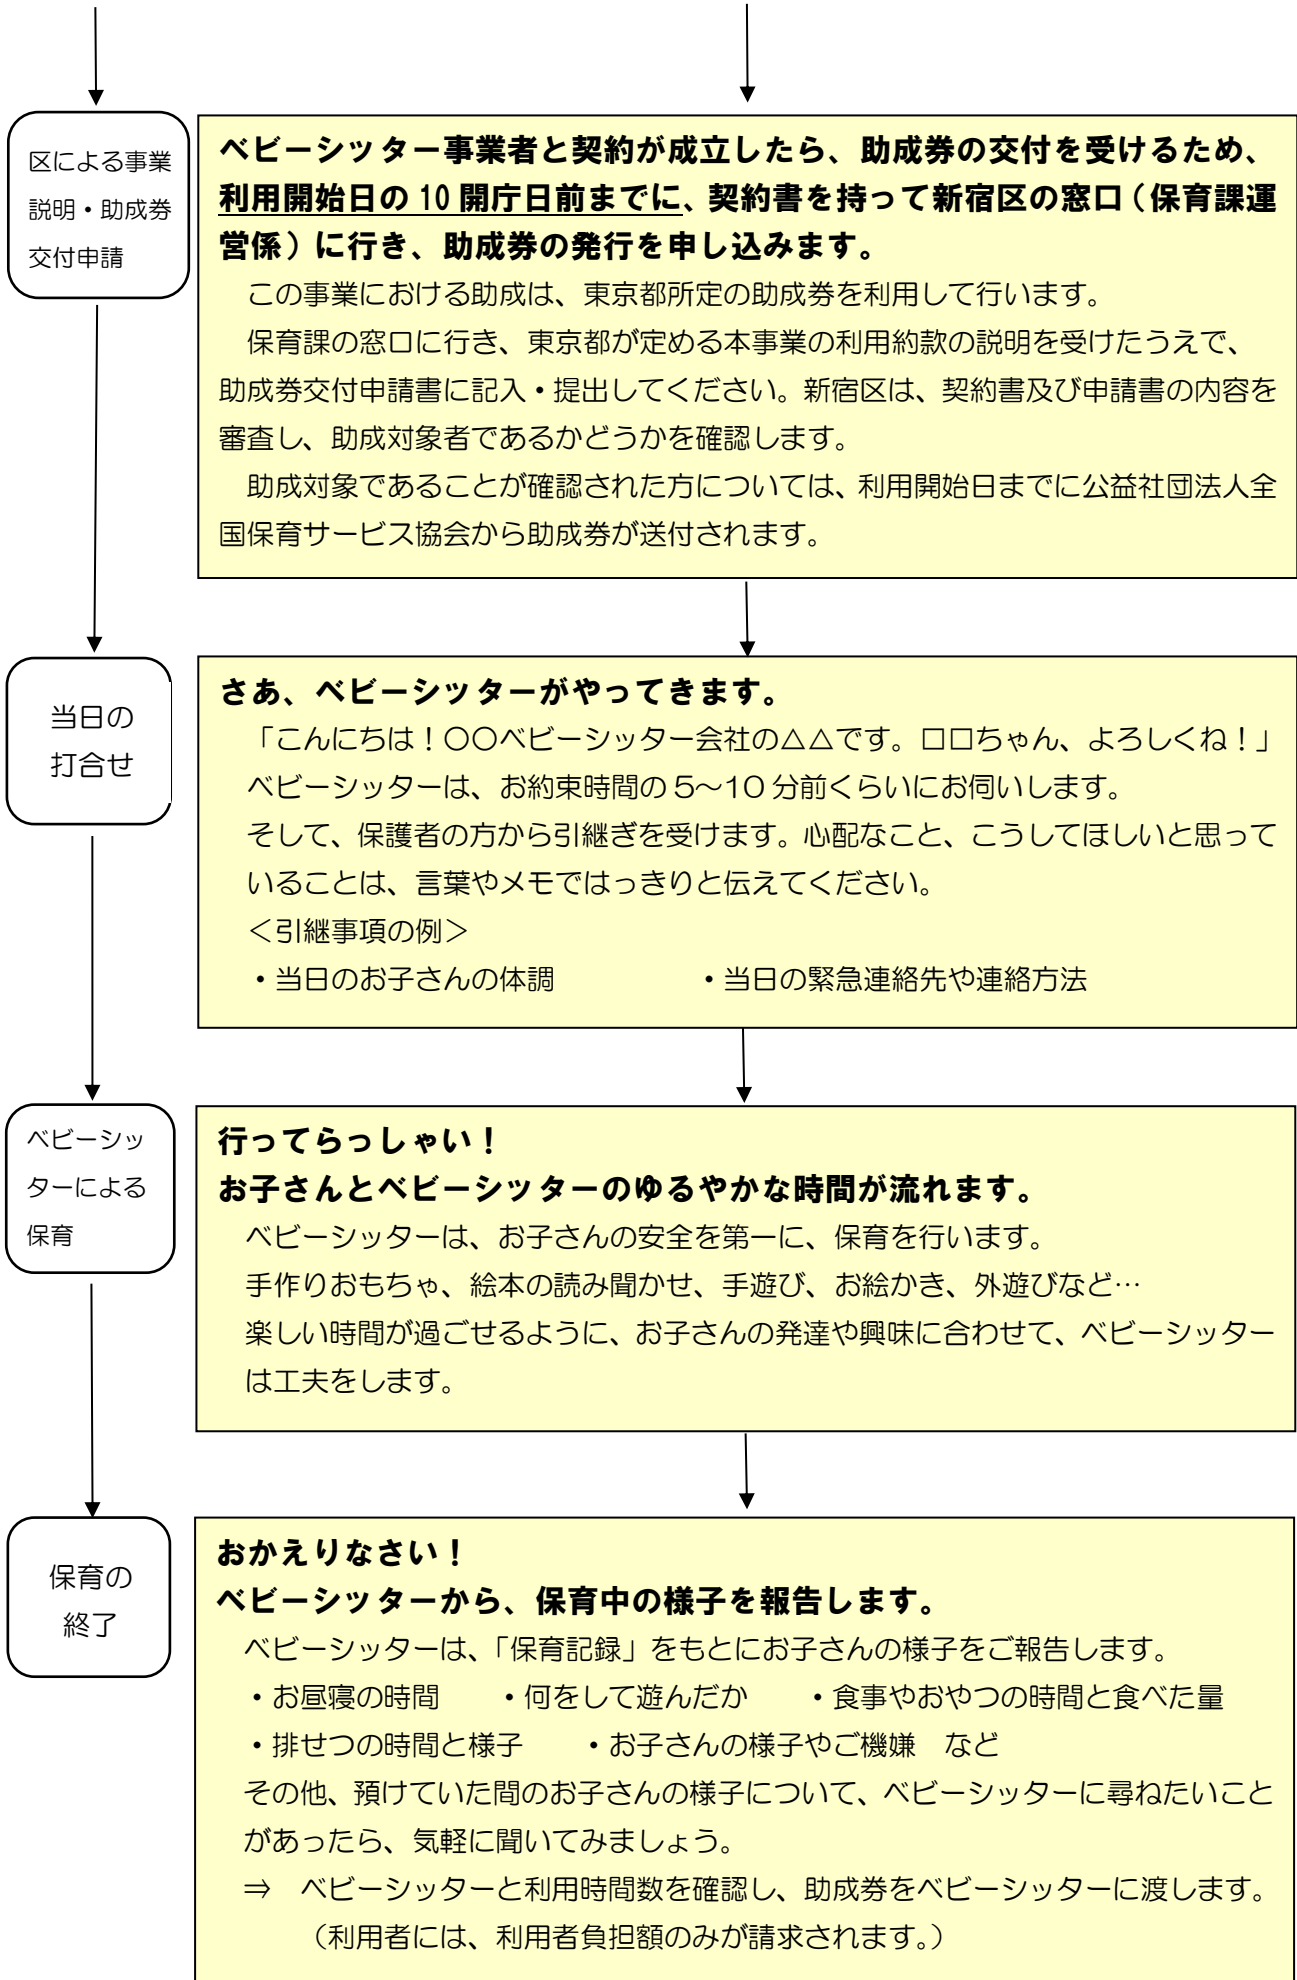 区による事業
説明・助成券
交付申請
ベビーシッター事業者と契約が成立したら、助成券の交付を受けるため、
利用開始日の 10 開庁日前までに、契約書を持って新宿区の窓口（保育課運
営係）に行き、助成券の発行を申し込みます。
この事業における助成は、東京都所定の助成券を利用して行います。
保育課の窓口に行き、東京都が定める本事業の利用約款の説明を受けたうえで、
助成券交付申請書に記入・提出してください。新宿区は、契約書及び申請書の内容を
審査し、助成対象者であるかどうかを確認します。
助成対象であることが確認された方については、利用開始日までに公益社団法人全
国保育サービス協会から助成券が送付されます。
当日の
打合せ
さあ、ベビーシッターがやってきます。
「こんにちは！〇〇ベビーシッター会社の△△です。□□ちゃん、よろしくね！」
ベビーシッターは、お約束時間の 5～10 分前くらいにお伺いします。
そして、保護者の方から引継ぎを受けます。心配なこと、こうしてほしいと思って
いることは、言葉やメモではっきりと伝えてください。
＜引継事項の例＞
・当日のお子さんの体調　　　　　・当日の緊急連絡先や連絡方法
ベビーシッ
ターによる
保育
行ってらっしゃい！
お子さんとベビーシッターのゆるやかな時間が流れます。
ベビーシッターは、お子さんの安全を第一に、保育を行います。
手作りおもちゃ、絵本の読み聞かせ、手遊び、お絵かき、外遊びなど…
楽しい時間が過ごせるように、お子さんの発達や興味に合わせて、ベビーシッター
は工夫をします。
保育の
終了
おかえりなさい！
ベビーシッターから、保育中の様子を報告します。
ベビーシッターは、「保育記録」をもとにお子さんの様子をご報告します。
・お昼寝の時間　　・何をして遊んだか　　・食事やおやつの時間と食べた量
・排せつの時間と様子　　・お子さんの様子やご機嫌　など
その他、預けていた間のお子さんの様子について、ベビーシッターに尋ねたいこと
があったら、気軽に聞いてみましょう。
⇒　ベビーシッターと利用時間数を確認し、助成券をベビーシッターに渡します。
（利用者には、利用者負担額のみが請求されます。）